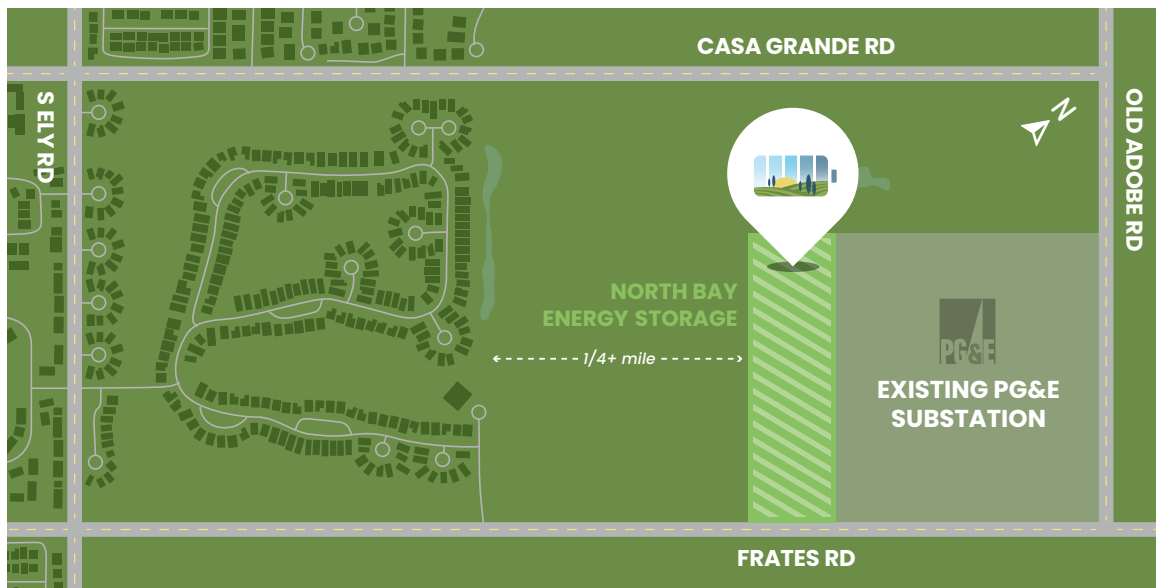 CASA GRANDE RD
S ELY RD
N
OLD ADOBE RD
NORTH BAY
ENERGY STORAGE
1/4+ mile
PG&E
EXISTING PG&E
SUBSTATION
FRATES RD